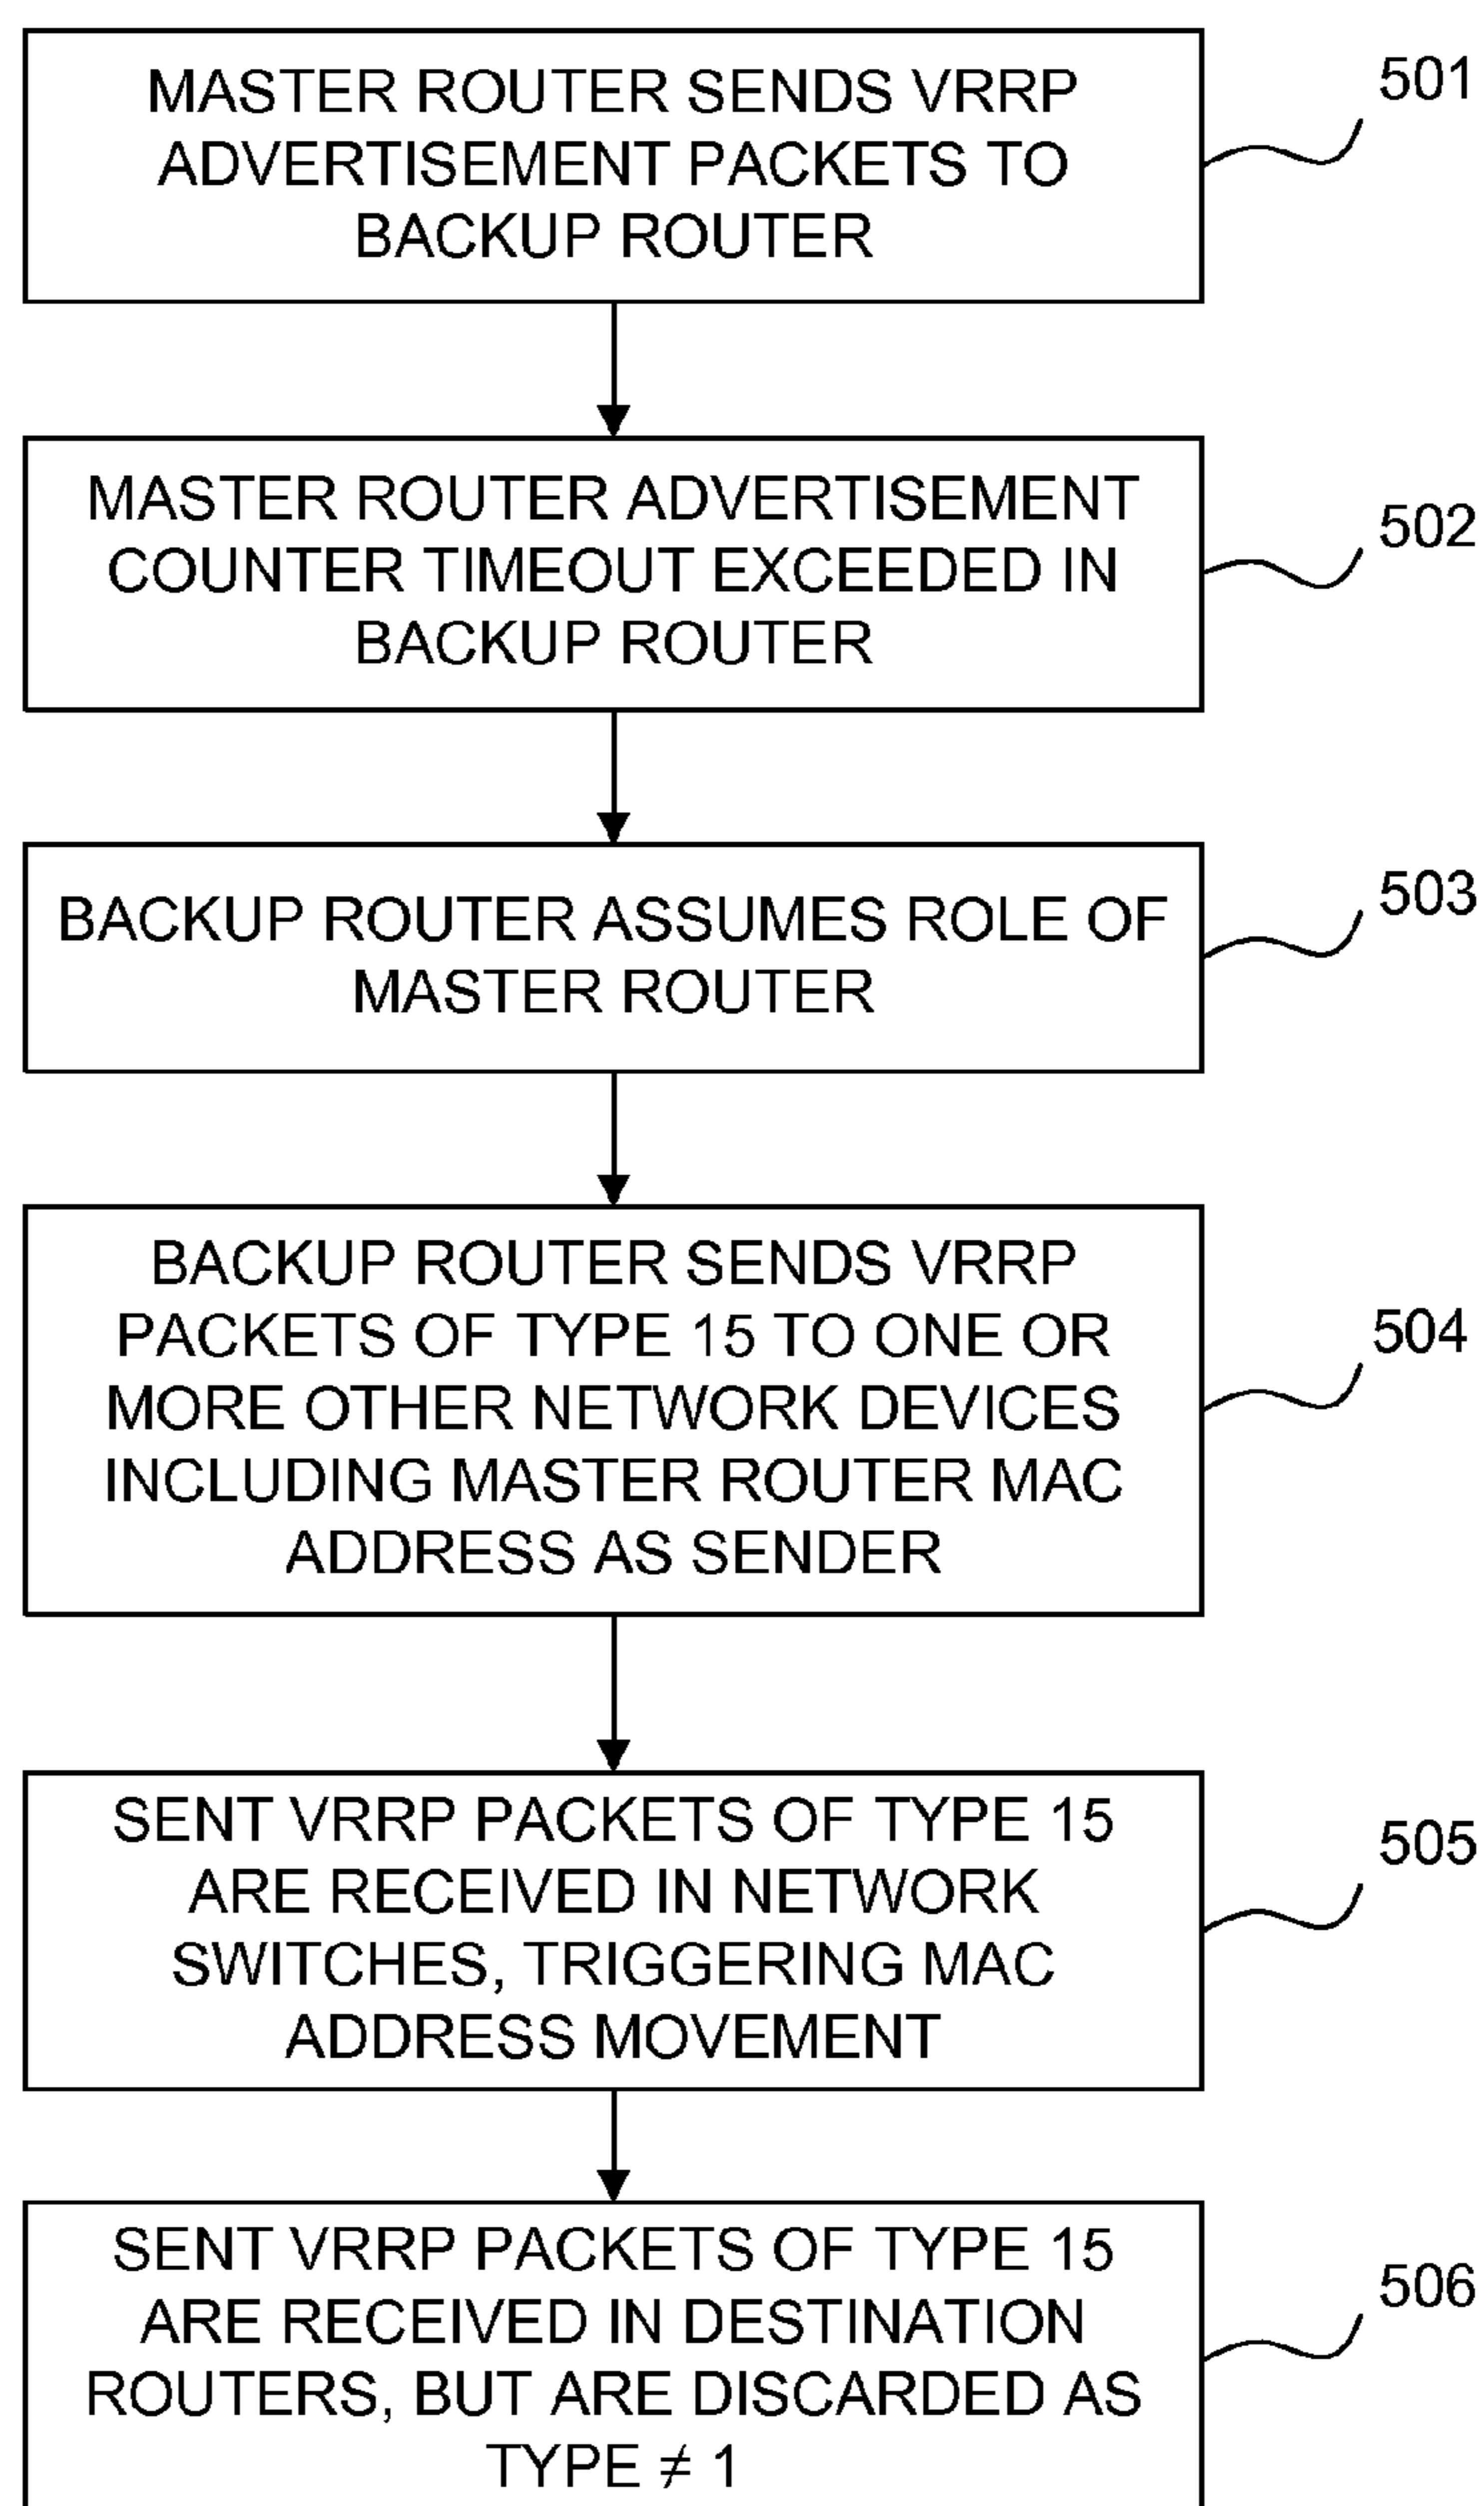 MASTER ROUTER SENDS VRRP
ADVERTISEMENT PACKETS TO
BACKUP ROUTER
501
MASTER ROUTER ADVERTISEMENT
COUNTER TIMEOUT EXCEEDED IN
BACKUP ROUTER
502
BACKUP ROUTER ASSUMES ROLE OF
MASTER ROUTER
503
BACKUP ROUTER SENDS VRRP
PACKETS OF TYPE 15 TO ONE OR
MORE OTHER NETWORK DEVICES
INCLUDING MASTER ROUTER MAC
ADDRESS AS SENDER
504
SENT VRRP PACKETS OF TYPE 15
ARE RECEIVED IN NETWORK
SWITCHES, TRIGGERING MAC
ADDRESS MOVEMENT
505
SENT VRRP PACKETS OF TYPE 15
ARE RECEIVED IN DESTINATION
ROUTERS, BUT ARE DISCARDED AS
TYPE ≠ 1
506